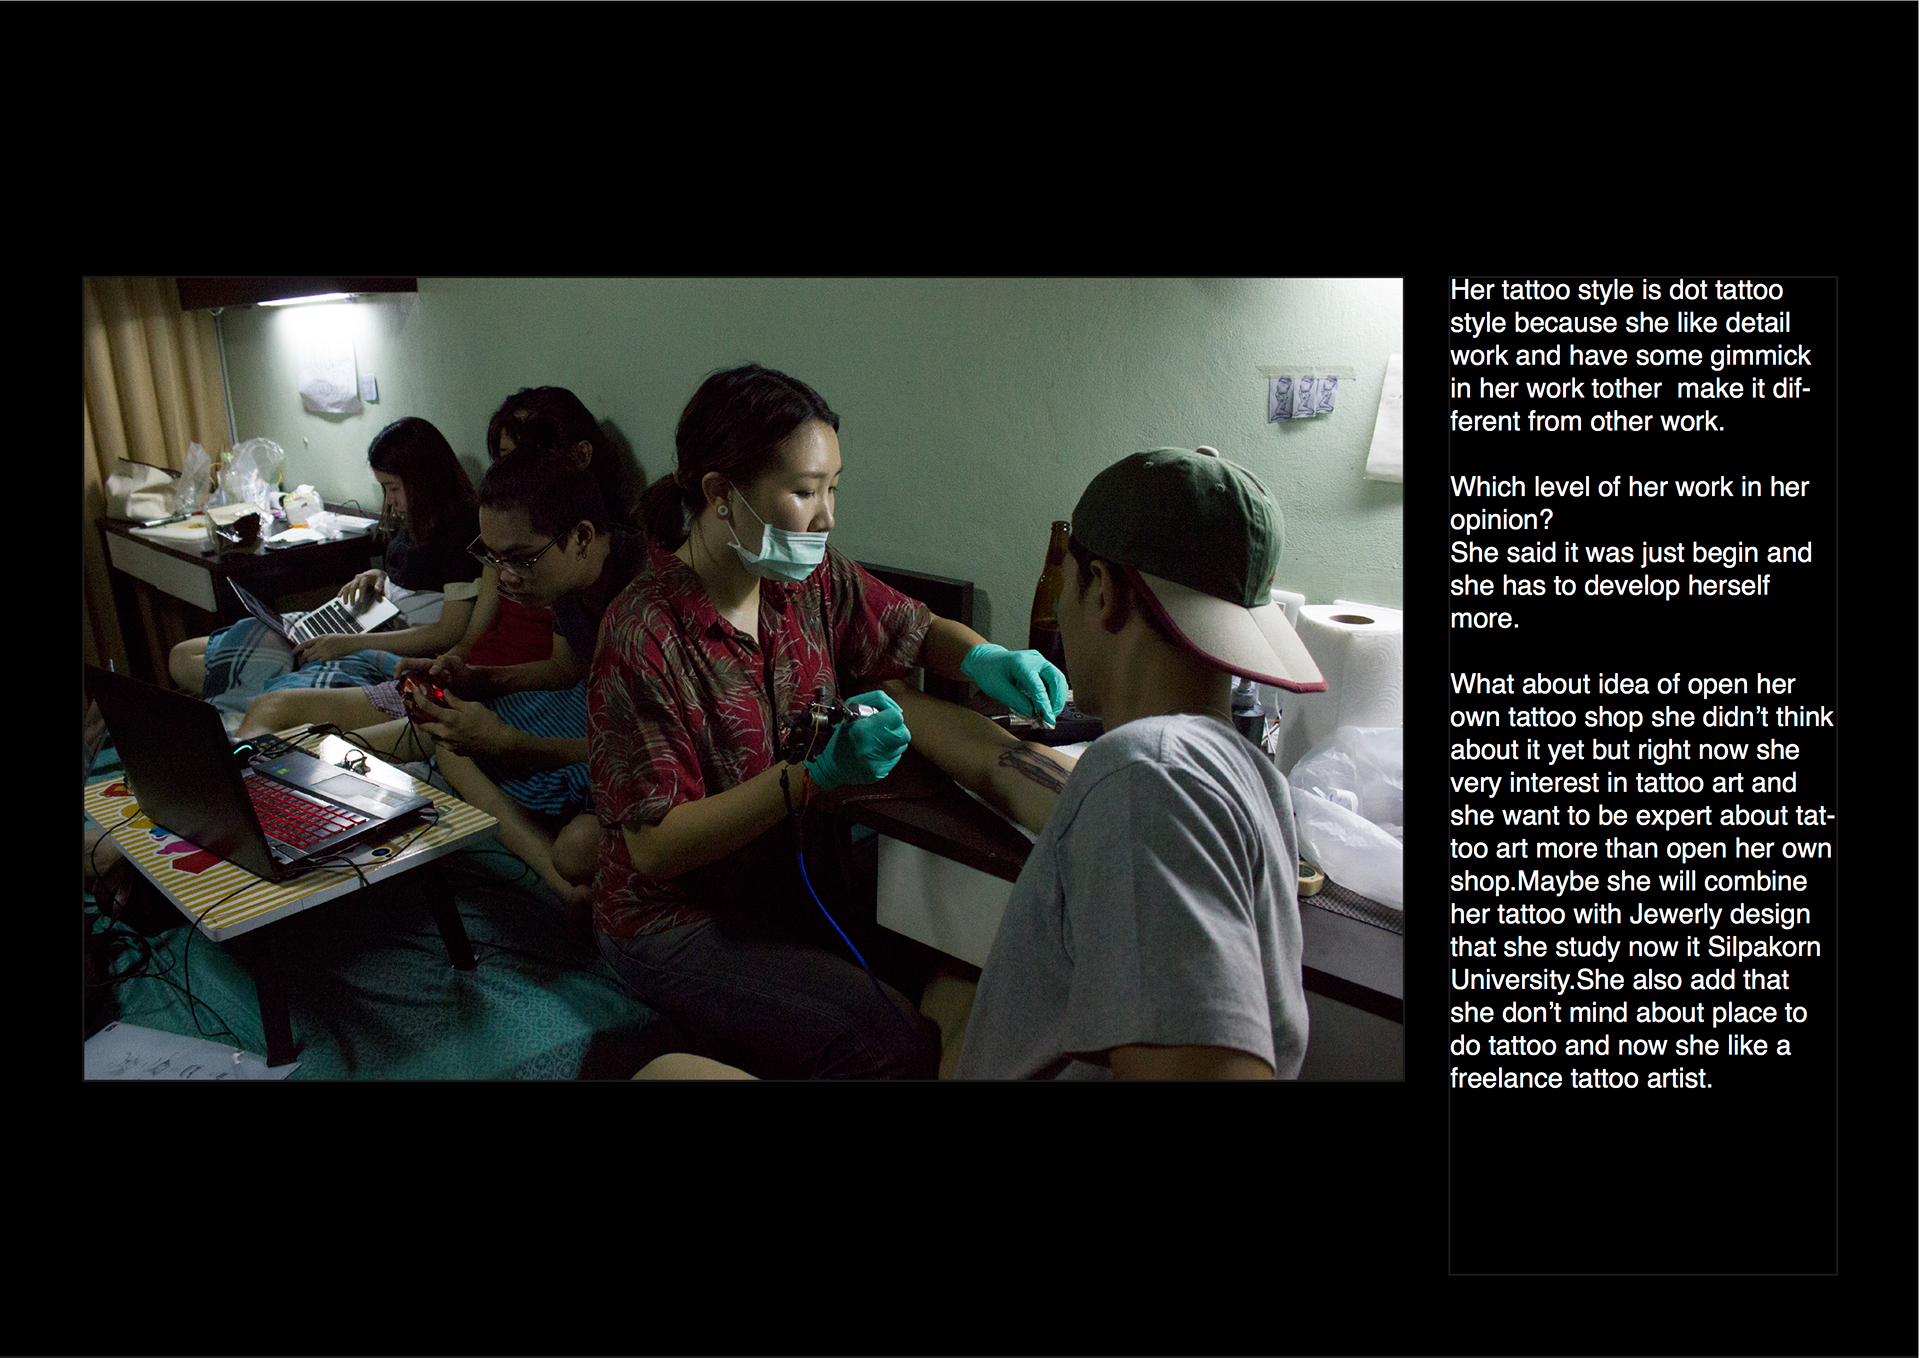 Her tattoo style is dot tattoo
style because she like detail
work and have some gimmick
in her work tother  make it dif-
ferent from other work.
Which level of her work in her
opinion?
She said it was just begin and
she has to develop herself
more.
What about idea of open her
own tattoo shop she didn’t think
about it yet but right now she
very interest in tattoo art and
she want to be expert about tat-
too art more than open her own
shop.Maybe she will combine
her tattoo with Jewerly design
that she study now it Silpakorn
University.She also add that
she don’t mind about place to
do tattoo and now she like a
freelance tattoo artist.